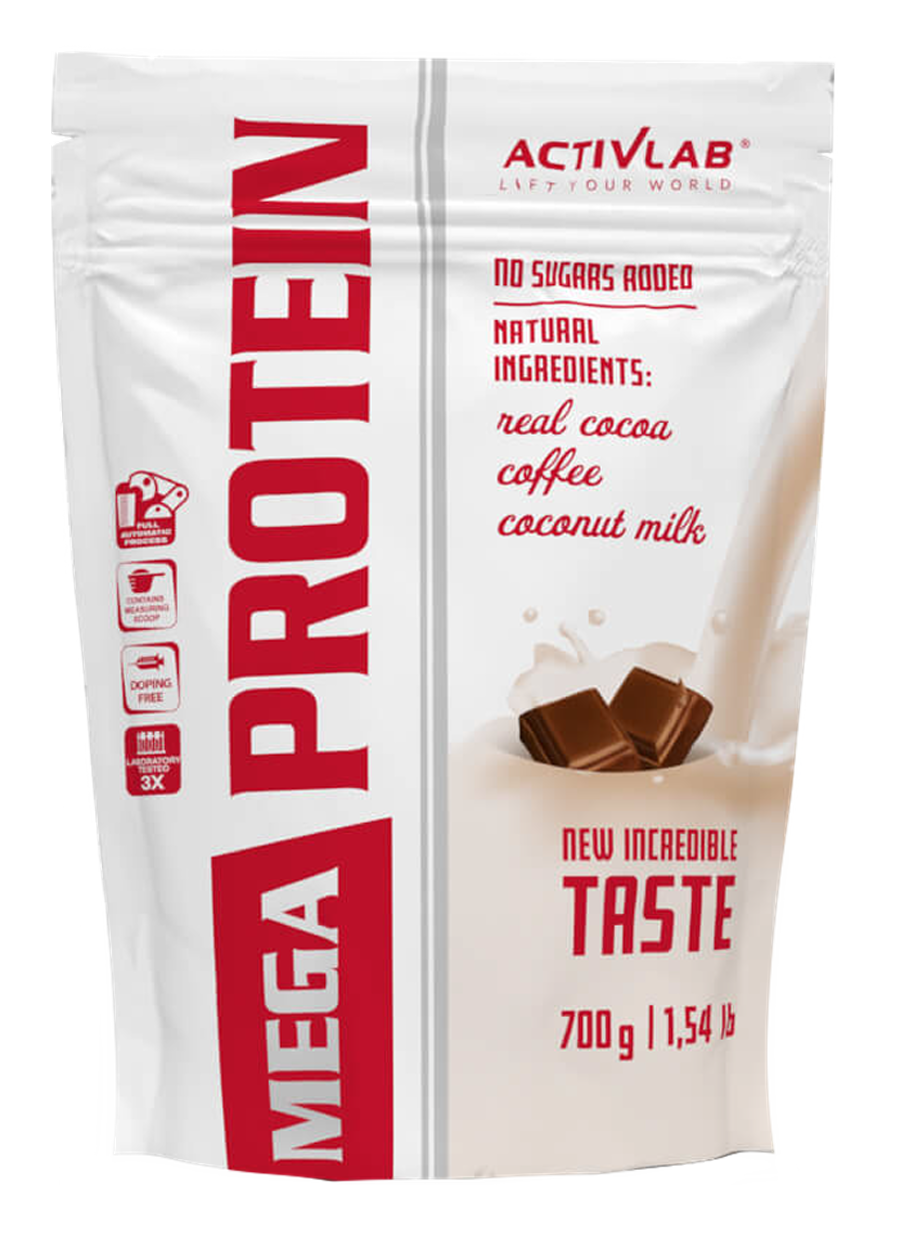 MEGA PROTEIN
ACTIVLAB®
LIFT YOUR WORLD
NO SUGARS ADDED
NATURAL
INGREDIENTS:
real cocoa
coffee
coconut milk
FULL
AUTOMATIC
PROCESS
CONTAINS
MEASURING
SCOOP
DOPING
FREE
LABORATORY
TESTED
3X
NEW INCREDIBLE
TASTE
700g | 1,54 lb